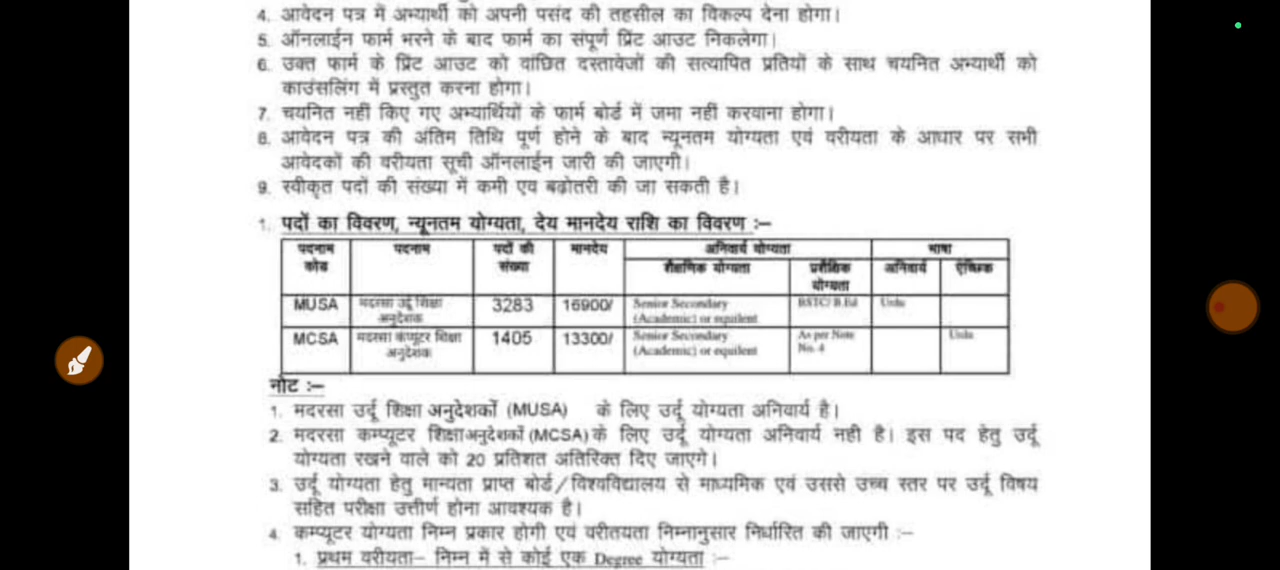 4. आवेदन पत्र में अभ्यार्थी को अपनी पसंद की तहसील का विकल्प देना होगा।
5. ऑनलाईन फार्म भरने के बाद फार्म का संपूर्ण प्रिंट आउट निकलेगा।
6. उक्त फार्म के प्रिंट आउट को वांछित दस्तावेजों की सत्यापित प्रतियों के साथ चयनित अभ्यार्थी को
काउंसलिंग में प्रस्तुत करना होगा।
7. चयनित नहीं किए गए अभ्यार्थियों के फार्म बोर्ड में जमा नहीं करवाना होगा।
8. आवेदन पत्र की अंतिम तिथि पूर्ण होने के बाद न्यूनतम योग्यता एवं वरीयता के आधार पर सभी
आवेदकों की वरीयता सूची ऑनलाईन जारी की जाएगी।
9. स्वीकृत पदों की संख्या में कमी एव बढ़ोतरी की जा सकती है।
1. पदों का विवरण, न्यूनतम योग्यता, देय मानदेय राशि का विवरण :–
पदनाम कोड पदनाम पदों की संख्या मानदेय अनिवार्य योग्यता भाषा
शैक्षणिक योग्यता प्रशैक्षिक योग्यता अनिवार्य ऐच्छिक
MUSA मदरसा उर्दू शिक्षा अनुदेशक 3283 16900/ Senior Secondary (Academic) or equilent BSTC/ B.Ed Urdu
MCSA मदरसा कंप्यूटर शिक्षा अनुदेशक 1405 13300/ Senior Secondary (Academic) or equilent As per Note No. 4 Urdu
नोट :–
1. मदरसा उर्दू शिक्षा अनुदेशकों (MUSA) के लिए उर्दू योग्यता अनिवार्य है।
2. मदरसा कम्प्यूटर शिक्षाअनुदेशकों (MCSA) के लिए उर्दू योग्यता अनिवार्य नही है। इस पद हेतु उर्दू
योग्यता रखने वाले को 20 प्रतिशत अतिरिक्त दिए जाएगे।
3. उर्दू योग्यता हेतु मान्यता प्राप्त बोर्ड/विश्वविद्यालय से माध्यमिक एवं उससे उच्च स्तर पर उर्दू विषय
सहित परीक्षा उत्तीर्ण होना आवश्यक है।
4. कम्प्यूटर योग्यता निम्न प्रकार होगी एवं वरीतयता निम्नानुसार निर्धारित की जाएगी :–
1. प्रथम वरीयता– निम्न में से कोई एक Degree योग्यता :–